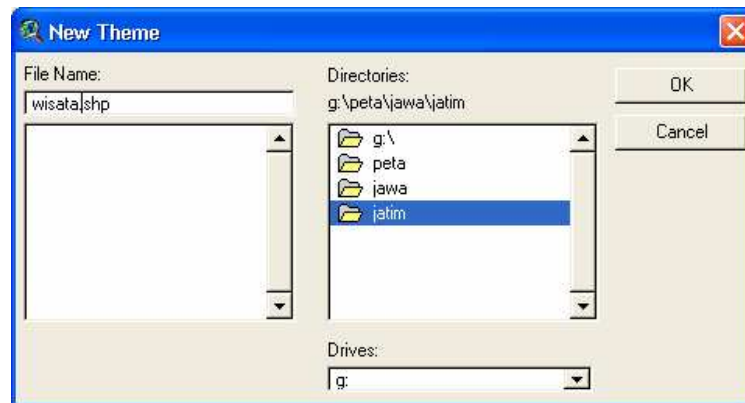 New Theme
File Name:
wisata.shp
Directories:
g:\peta\jawa\jatim
g:\
peta
jawa
jatim
Drives:
g:
OK
Cancel